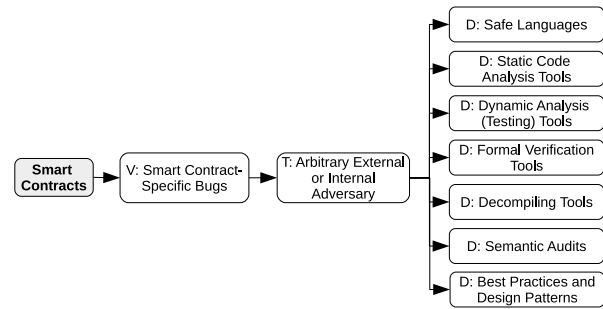 Smart
Contracts
V: Smart Contract-
Specific Bugs
T: Arbitrary External
or Internal
Adversary
D: Safe Languages
D: Static Code
Analysis Tools
D: Dynamic Analysis
(Testing) Tools
D: Formal Verification
Tools
D: Decompiling Tools
D: Semantic Audits
D: Best Practices and
Design Patterns